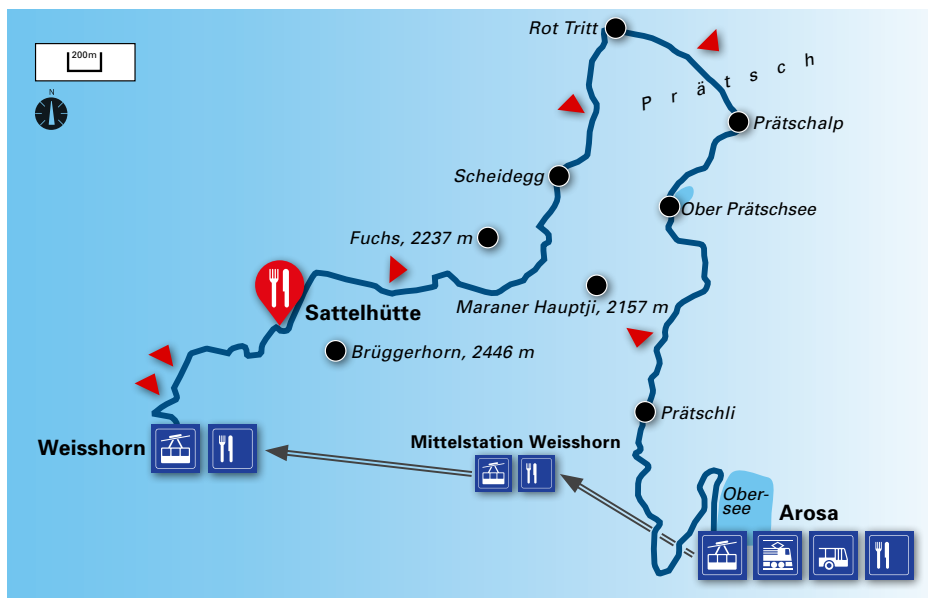 Rot Tritt
200m
N
Prätsch
Prätschalp
Scheidegg
Ober Prätschsee
Fuchs, 2237 m
Maraner Hauptji, 2157 m
Sattelhütte
Brüggerhorn, 2446 m
Prätschli
Weisshorn
Mittelstation Weisshorn
Ober-
see
Arosa